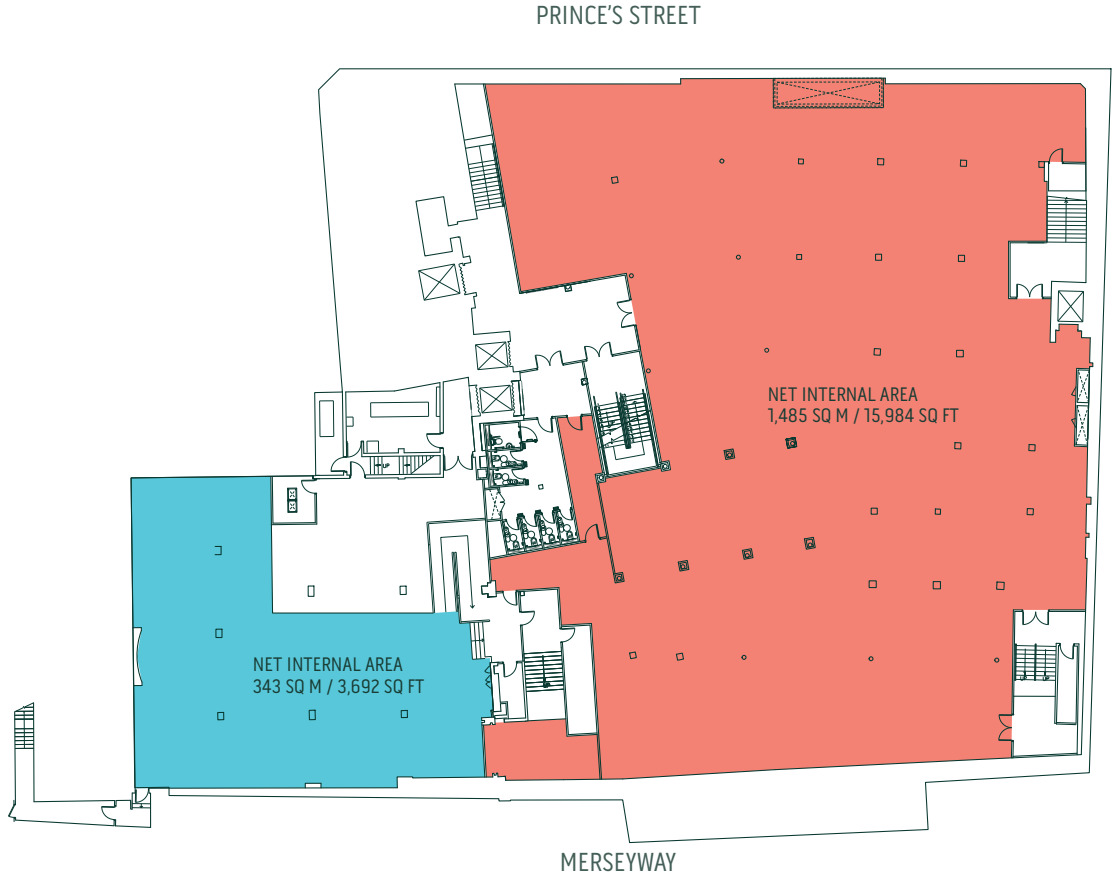 PRINCE'S STREET
NET INTERNAL AREA
1,485 SQ M / 15,984 SQ FT
NET INTERNAL AREA
343 SQ M / 3,692 SQ FT
MERSEYWAY